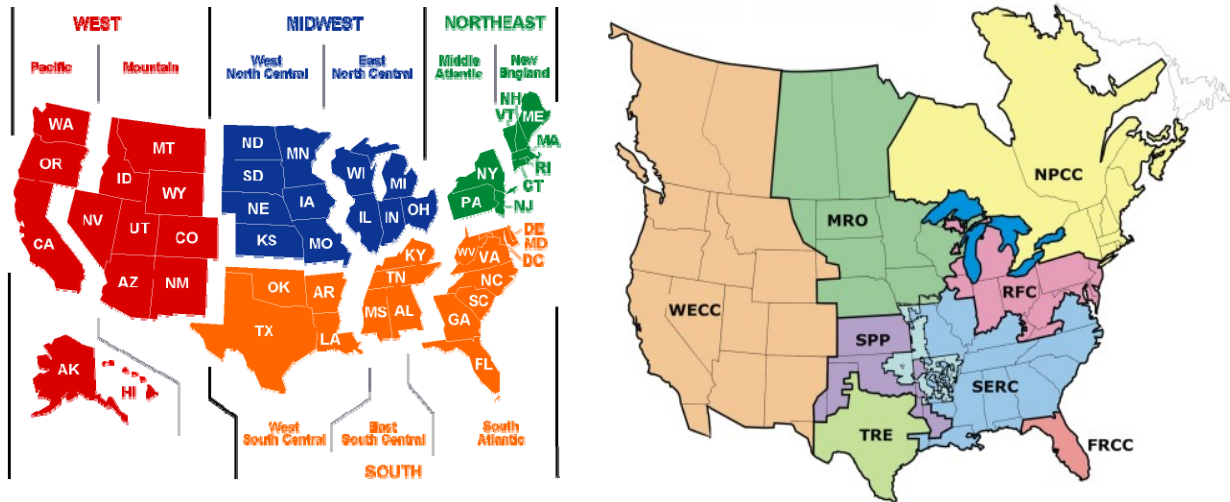 WEST
MIDWEST
NORTHEAST
Pacific
Mountain
West
North Central
East
North Central
Middle
Atlantic
New
England
WA
OR
CA
NV
ID
MT
WY
UT
CO
AZ
NM
AK
HI
ND
SD
NE
KS
MN
IA
MO
WI
IL
MI
IN
OH
NH
VT
ME
MA
RI
CT
NY
PA
NJ
DE
MD
DC
WV
VA
KY
TN
NC
SC
GA
FL
MS
AL
OK
AR
TX
LA
West
South Central
East
South Central
South
Atlantic
SOUTH
NPCC
MRO
RFC
WECC
SPP
SERC
TRE
FRCC